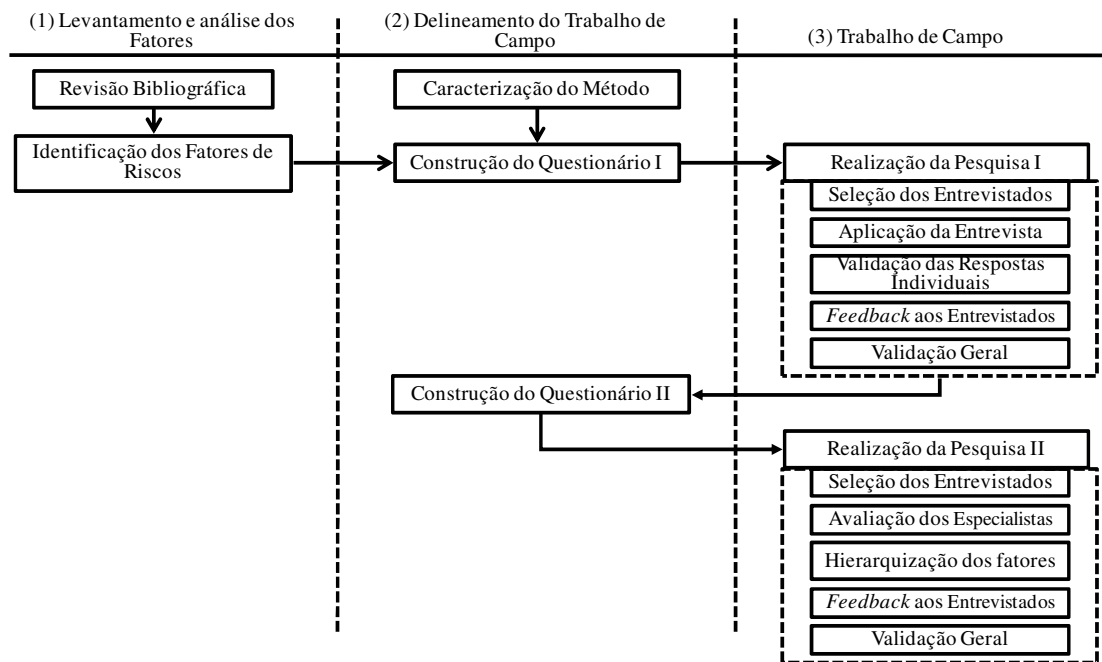 (1) Levantamento e análise dos
Fatores
(2) Delineamento do Trabalho de
Campo
(3) Trabalho de Campo
Revisão Bibliográfica
Identificação dos Fatores de
Riscos
Caracterização do Método
Construção do Questionário I
Realização da Pesquisa I
Seleção dos Entrevistados
Aplicação da Entrevista
Validação das Respostas
Individuais
Feedback aos Entrevistados
Validação Geral
Construção do Questionário II
Realização da Pesquisa II
Seleção dos Entrevistados
Avaliação dos Especialistas
Hierarquização dos fatores
Feedback aos Entrevistados
Validação Geral